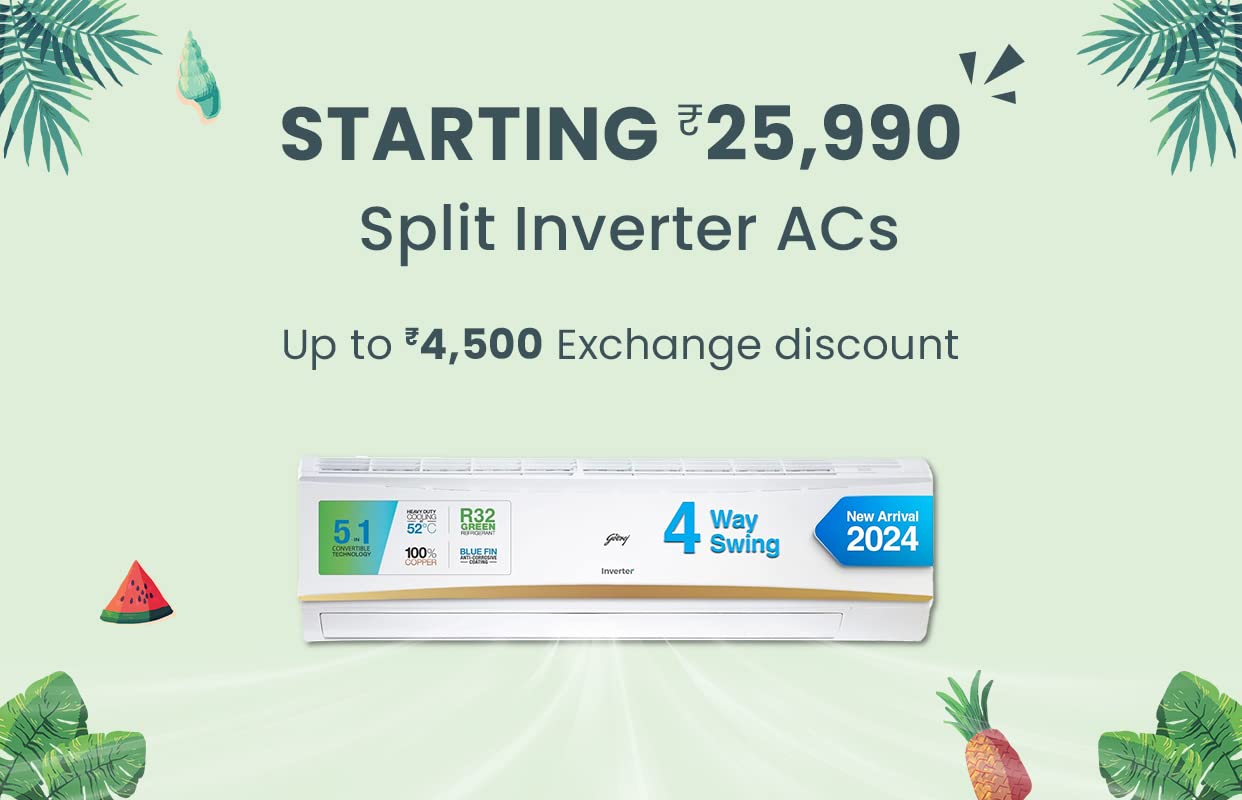 STARTING ₹25,990
Split Inverter ACs
Up to ₹4,500 Exchange discount
5 IN 1
CONVERTIBLE
TECHNOLOGY
HEAVY DUTY
COOLING
AT
52°C
100%
COPPER
R32
GREEN
REFRIGERANT
BLUE FIN
ANTI-CORROSIVE
COATING
Godrej
Inverter
4 Way
Swing
New Arrival
2024